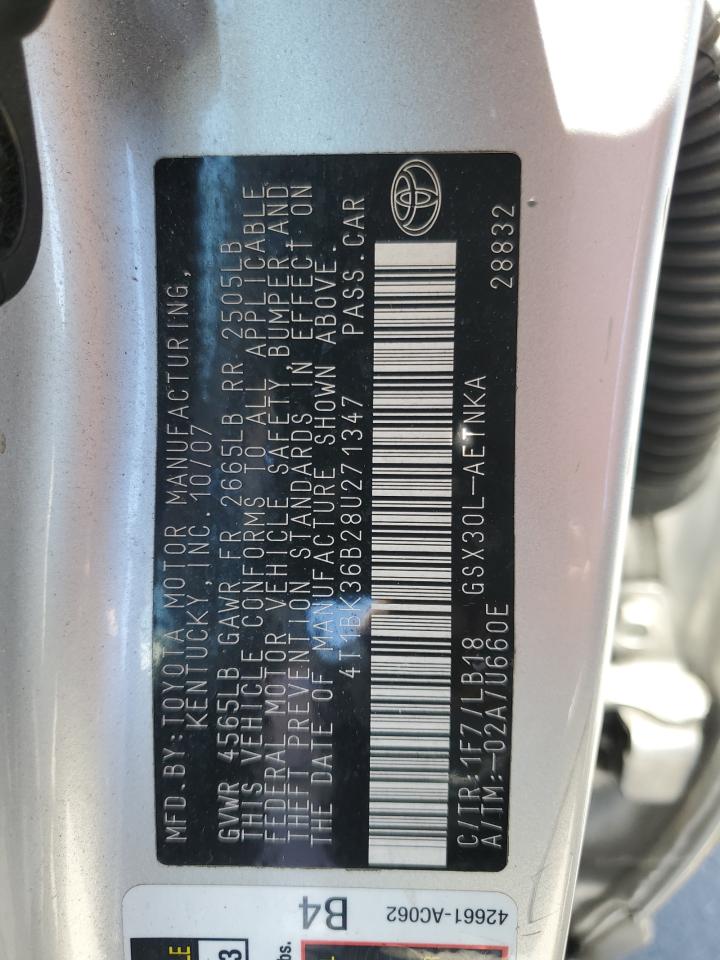 MFD.BY:TOYOTA MOTOR MANUFACTURING,
KENTUCKY, INC. 10/07
GVWR 4565LB GAWR FR 2665LB RR 2505LB
THIS VEHICLE CONFORMS TO ALL APPLICABLE
FEDERAL MOTOR VEHICLE SAFETY, BUMPER, AND
THEFT PREVENTION STANDARDS IN EFFECT ON
THE DATE OF MANUFACTURE SHOWN ABOVE.
4T1BK36B28U271347 PASS.CAR
C/TR:1F7/LB18 GSX30L-AETNKA
A/TM:-02A/U660E 28832
B4
42661-AC062